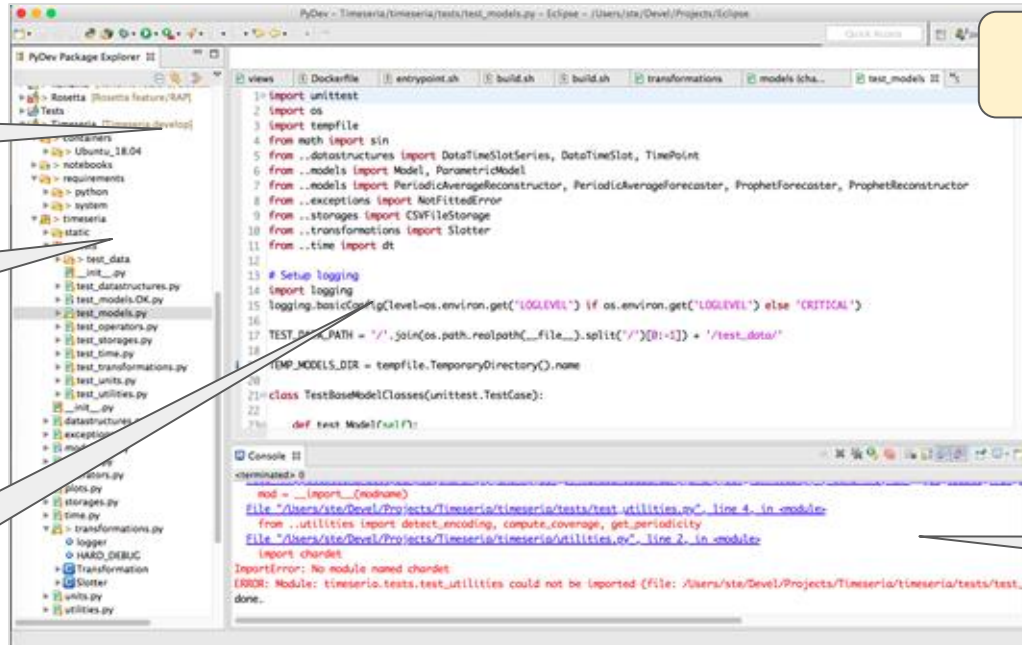 PyDev - Timeseria/timeseria/tests/test_models.py - Eclipse - /Users/ste/Devel/Projects/Eclipse
Quick Access
PyDev Package Explorer
> Rosetta [Rosetta feature/RAP]
Tests
> Timeseria [Timeseria develop]
> containers
> Ubuntu_18.04
> notebooks
> requirements
> python
> system
> timeseria
static
> test_data
__init__.py
test_datastructures.py
test_models.OK.py
test_models.py
test_operators.py
test_storages.py
test_time.py
test_transformations.py
test_units.py
test_utilities.py
__init__.py
datastructures
plots.py
storages.py
time.py
> transformations.py
logger
HARD_DEBUG
Transformation
Slotter
units.py
utilities.py
views
Dockerfile
entrypoint.sh
build.sh
build.sh
transformations
models (cha...
test_models
1 import unittest
2 import os
3 import tempfile
4 from math import sin
5 from ..datastructures import DataTimeSlotSeries, DataTimeSlot, TimePoint
6 from ..models import Model, ParametricModel
7 from ..models import PeriodicAverageReconstructor, PeriodicAverageForecaster, ProphetForecaster, ProphetReconstructor
8 from ..exceptions import NotFittedError
9 from ..storages import CSVFileStorage
10 from ..transformations import Slotter
11 from ..time import dt
12
13 # Setup logging
14 import logging
15 logging.basicConfig(level=os.environ.get('LOGLEVEL') if os.environ.get('LOGLEVEL') else 'CRITICAL')
16
17 TEST_DATA_PATH = '/'.join(os.path.realpath(__file__).split('/')[0:-1]) + '/test_data/'
18
TEMP_MODELS_DIR = tempfile.TemporaryDirectory().name
20
21 class TestBaseModelClasses(unittest.TestCase):
22
def test_Model(self):
Console
<terminated> 0
mod = __import__(modname)
File "/Users/ste/Devel/Projects/Timeseria/timeseria/tests/test_utilities.py", line 4, in <module>
from ..utilities import detect_encoding, compute_coverage, get_periodicity
File "/Users/ste/Devel/Projects/Timeseria/timeseria/utilities.py", line 2, in <module>
import chardet
ImportError: No module named chardet
ERROR: Module: timeseria.tests.test_utilities could not be imported (file: /Users/ste/Devel/Projects/Timeseria/timeseria/tests/test_
done.